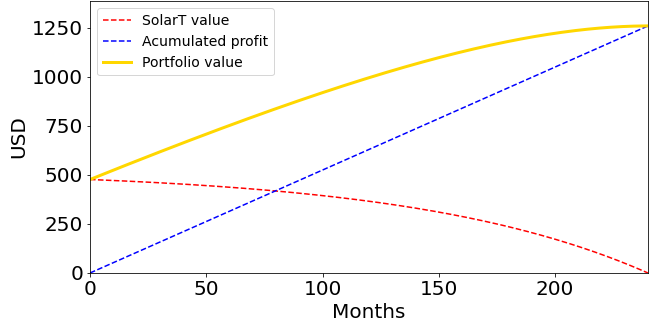 SolarT value
Acumulated profit
Portfolio value
1250
1000
750
500
250
0
USD
0 50 100 150 200
Months